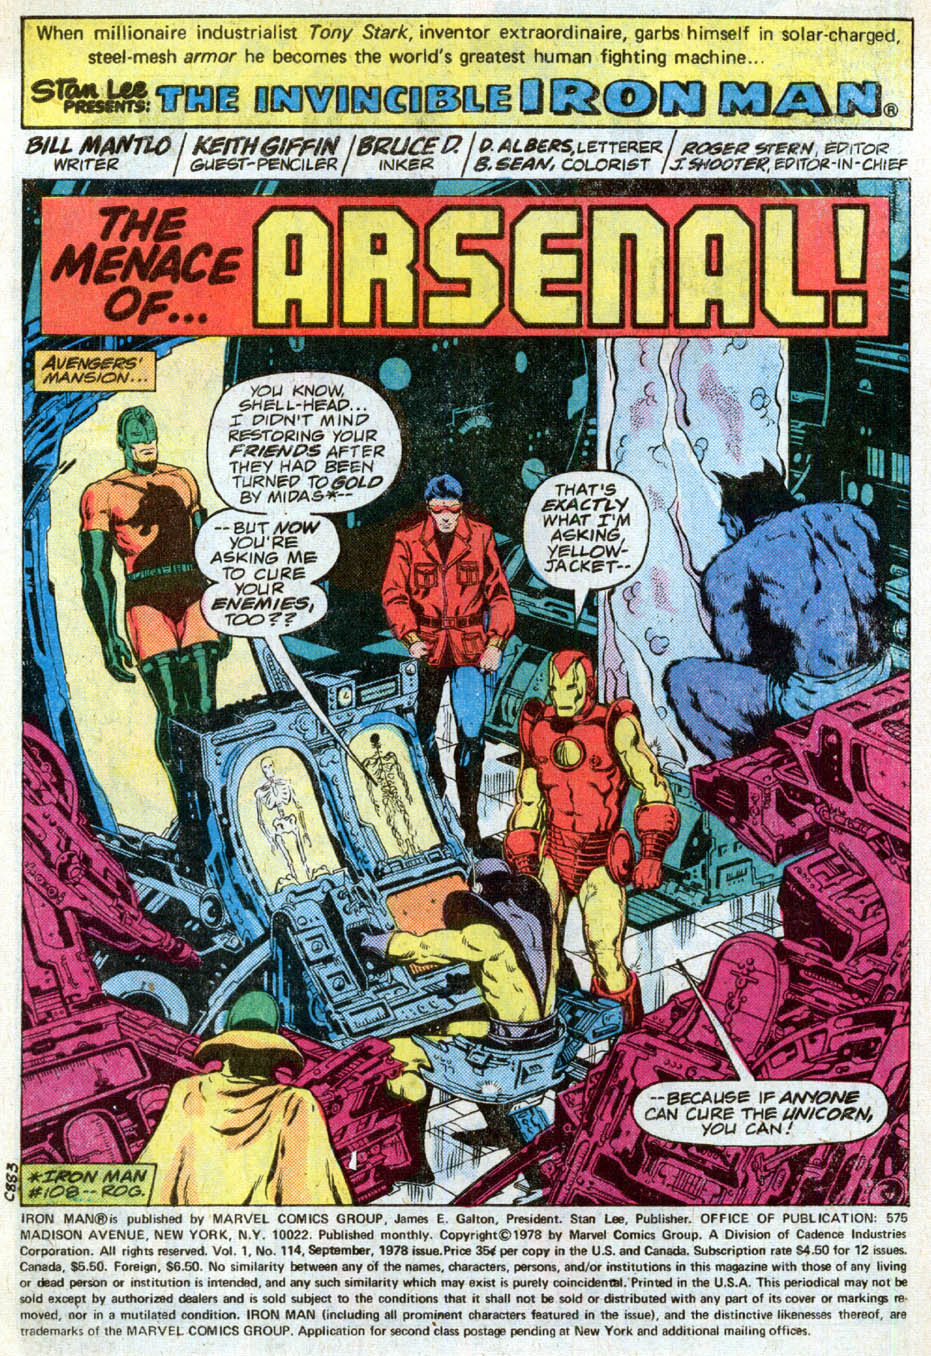 When millionaire industrialist Tony Stark, inventor extraordinaire, garbs himself in solar-charged,
steel-mesh armor he becomes the world's greatest human fighting machine...
STAN LEE
PRESENTS: THE INVINCIBLE IRON MAN®
BILL MANTLO
WRITER
KEITH GIFFIN
GUEST-PENCILER
BRUCE D.
INKER
D. ALBERS, LETTERER
B. SEAN, COLORIST
ROGER STERN, EDITOR
J. SHOOTER, EDITOR-IN-CHIEF
THE
MENACE
OF...
ARSENAL!
AVENGERS'
MANSION...
YOU KNOW,
SHELL-HEAD...
I DIDN'T MIND
RESTORING YOUR
FRIENDS AFTER
THEY HAD BEEN
TURNED TO GOLD
BY MIDAS*--
--BUT NOW
YOU'RE
ASKING ME
TO CURE
YOUR
ENEMIES,
TOO??
THAT'S
EXACTLY
WHAT I'M
ASKING,
YELLOW-
JACKET--
--BECAUSE IF ANYONE
CAN CURE THE UNICORN,
YOU CAN!
*IRON MAN
#108--ROG.
C883
IRON MAN® is published by MARVEL COMICS GROUP, James E. Galton, President. Stan Lee, Publisher. OFFICE OF PUBLICATION: 575
MADISON AVENUE, NEW YORK, N.Y. 10022. Published monthly. Copyright © 1978 by Marvel Comics Group. A Division of Cadence Industries
Corporation. All rights reserved. Vol. 1, No. 114, September, 1978 issue. Price 35¢ per copy in the U.S. and Canada. Subscription rate $4.50 for 12 issues.
Canada, $5.50. Foreign, $6.50. No similarity between any of the names, characters, persons, and/or institutions in this magazine with those of any living
or dead person or institution is intended, and any such similarity which may exist is purely coincidental. Printed in the U.S.A. This periodical may not be
sold except by authorized dealers and is sold subject to the conditions that it shall not be sold or distributed with any part of its cover or markings re-
moved, nor in a mutilated condition. IRON MAN (including all prominent characters featured in the issue), and the distinctive likenesses thereof, are
trademarks of the MARVEL COMICS GROUP. Application for second class postage pending at New York and additional mailing offices.